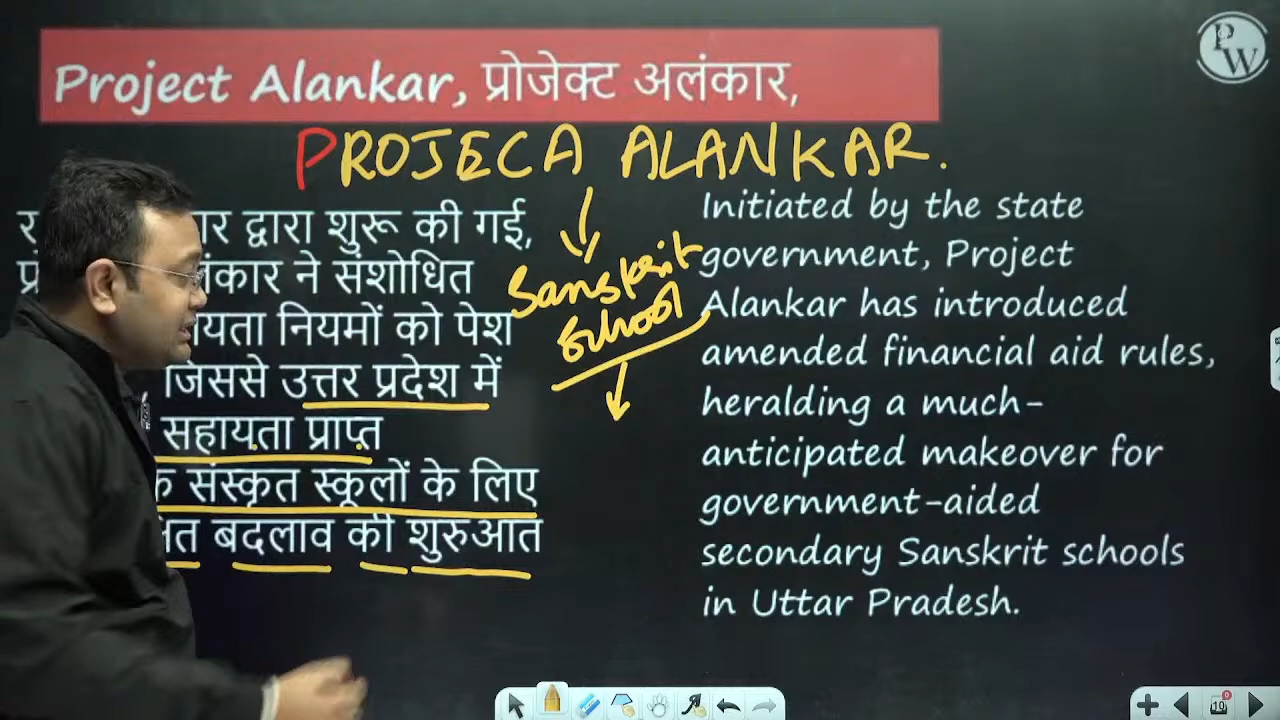 PW
Project Alankar, प्रोजेक्ट अलंकार,
PROJECA ALANKAR.
द्वारा शुरू की गई,
ने संशोधित
नियमों को पेश
जिससे उत्तर प्रदेश में
सहायता प्राप्त
संस्कृत स्कूलों के लिए
बदलाव की शुरुआत
Sanskrit
School
Initiated by the state
government, Project
Alankar has introduced
amended financial aid rules,
heralding a much-
anticipated makeover for
government-aided
secondary Sanskrit schools
in Uttar Pradesh.
19
0